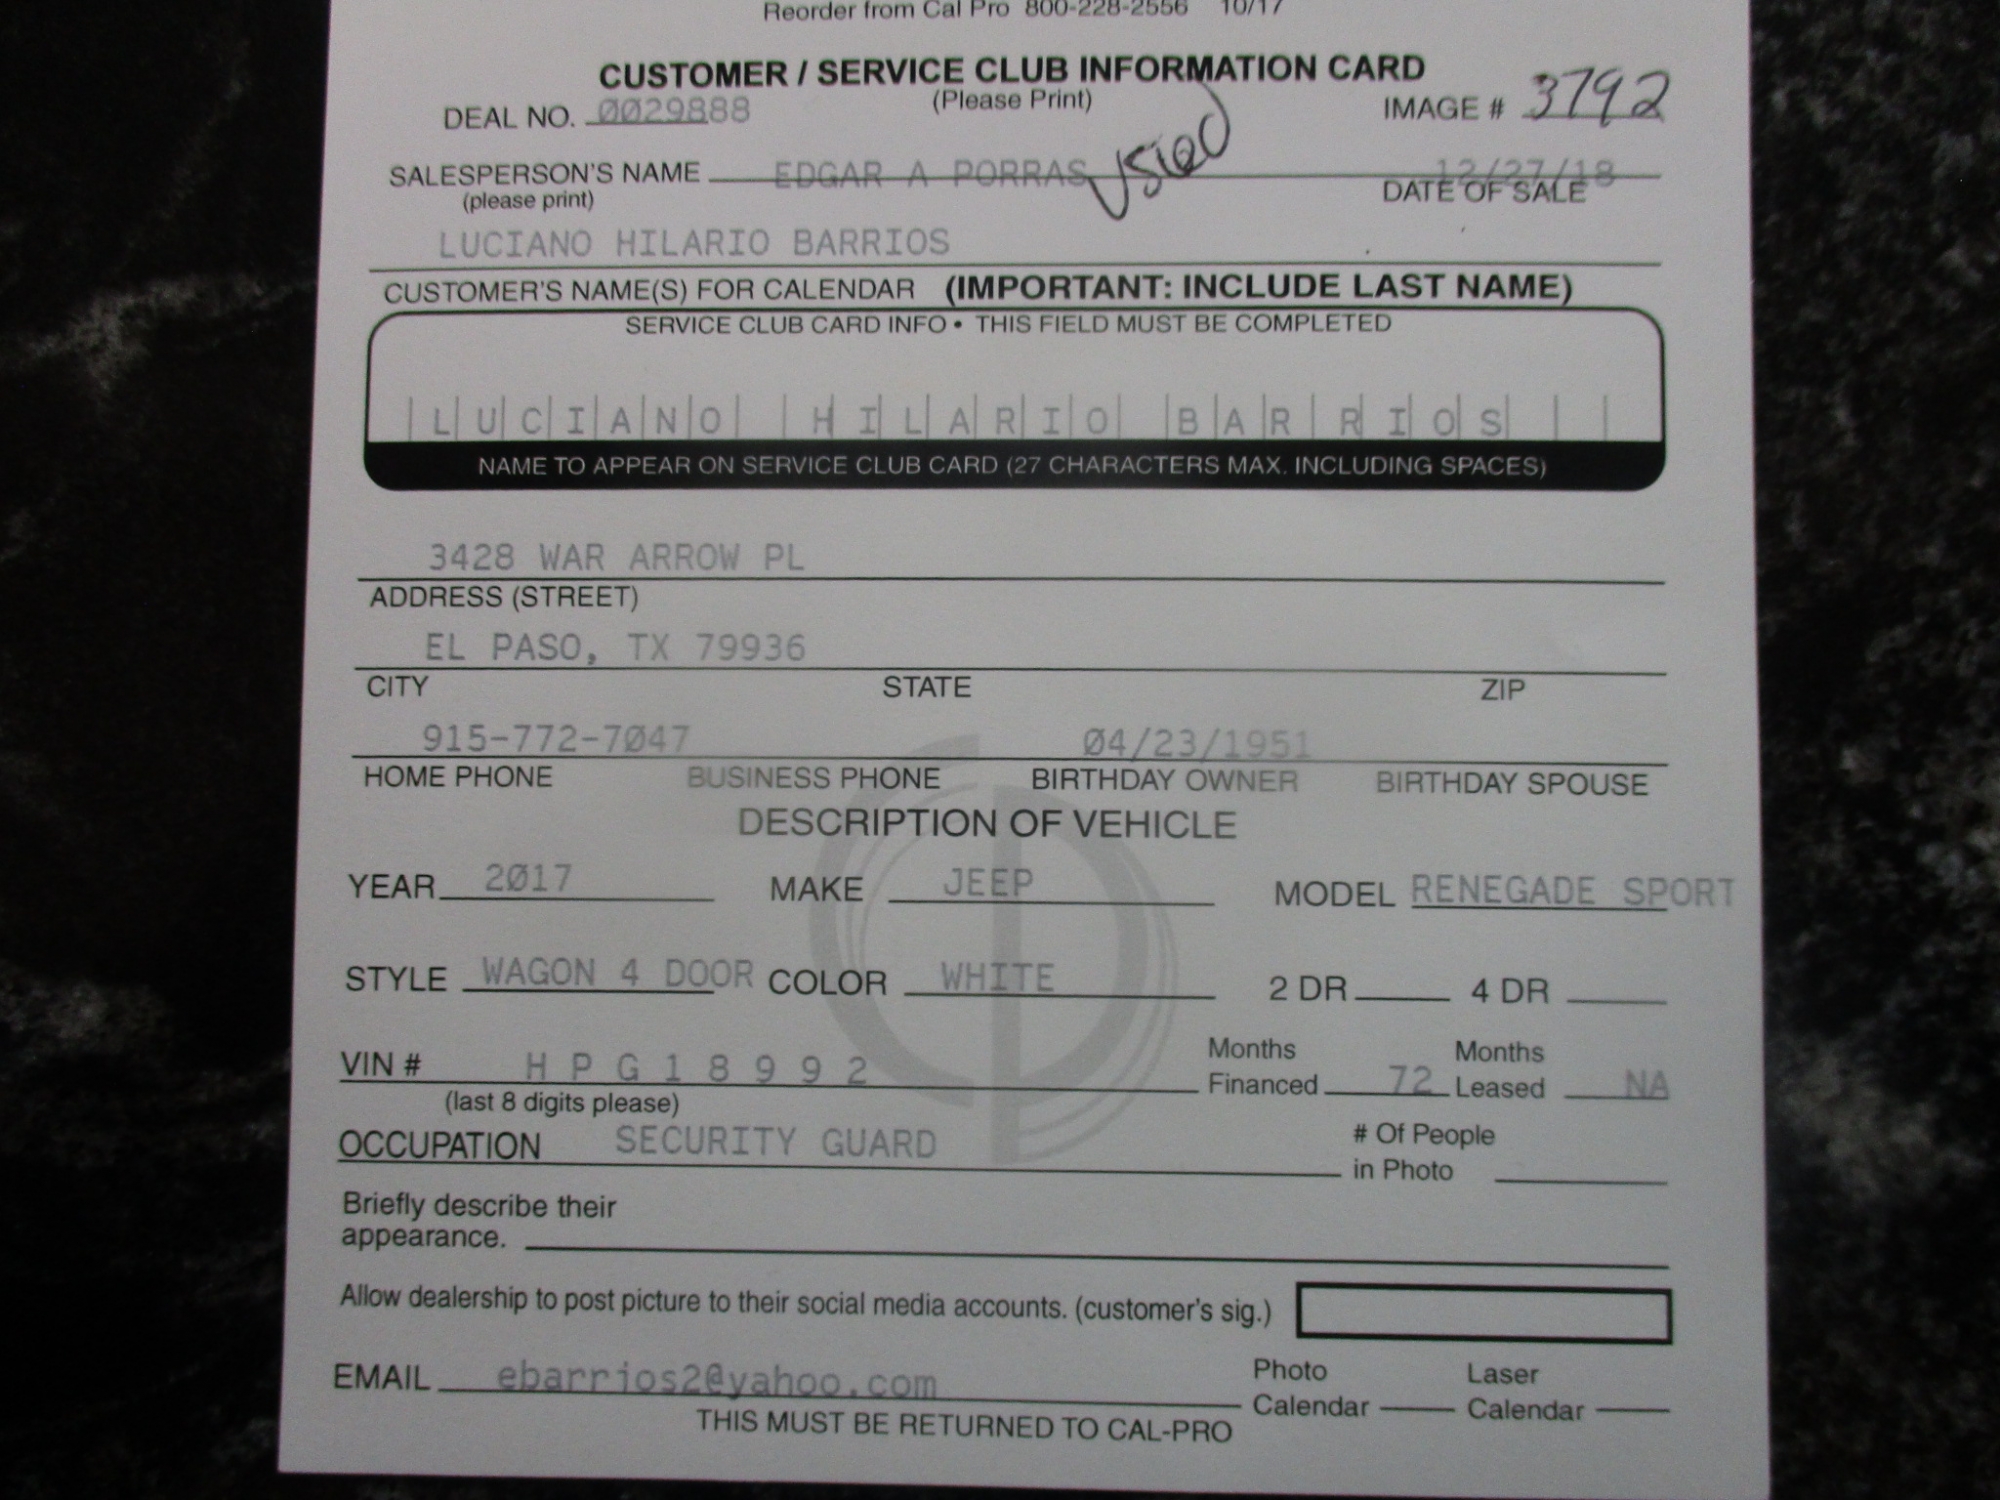 Reorder from Cal Pro 800-228-2556 10/17
CUSTOMER / SERVICE CLUB INFORMATION CARD
(Please Print)
DEAL NO. 0029888 IMAGE # 3792
SALESPERSON'S NAME EDGAR A PORRAS 12/27/18
(please print) DATE OF SALE
LUCIANO HILARIO BARRIOS
CUSTOMER'S NAME(S) FOR CALENDAR (IMPORTANT: INCLUDE LAST NAME)
SERVICE CLUB CARD INFO • THIS FIELD MUST BE COMPLETED
LUCIANO HILARIO BARRIOS
NAME TO APPEAR ON SERVICE CLUB CARD (27 CHARACTERS MAX. INCLUDING SPACES)
3428 WAR ARROW PL
ADDRESS (STREET)
EL PASO, TX 79936
CITY STATE ZIP
915-772-7047 04/23/1951
HOME PHONE BUSINESS PHONE BIRTHDAY OWNER BIRTHDAY SPOUSE
DESCRIPTION OF VEHICLE
YEAR 2017 MAKE JEEP MODEL RENEGADE SPORT
STYLE WAGON 4 DOOR COLOR WHITE 2 DR 4 DR
VIN # H P G 1 8 9 9 2 Months Financed 72 Months Leased NA
(last 8 digits please)
OCCUPATION SECURITY GUARD # Of People in Photo
Briefly describe their
appearance.
Allow dealership to post picture to their social media accounts. (customer's sig.)
EMAIL ebarrios2@yahoo.com Photo Calendar Laser Calendar
THIS MUST BE RETURNED TO CAL-PRO